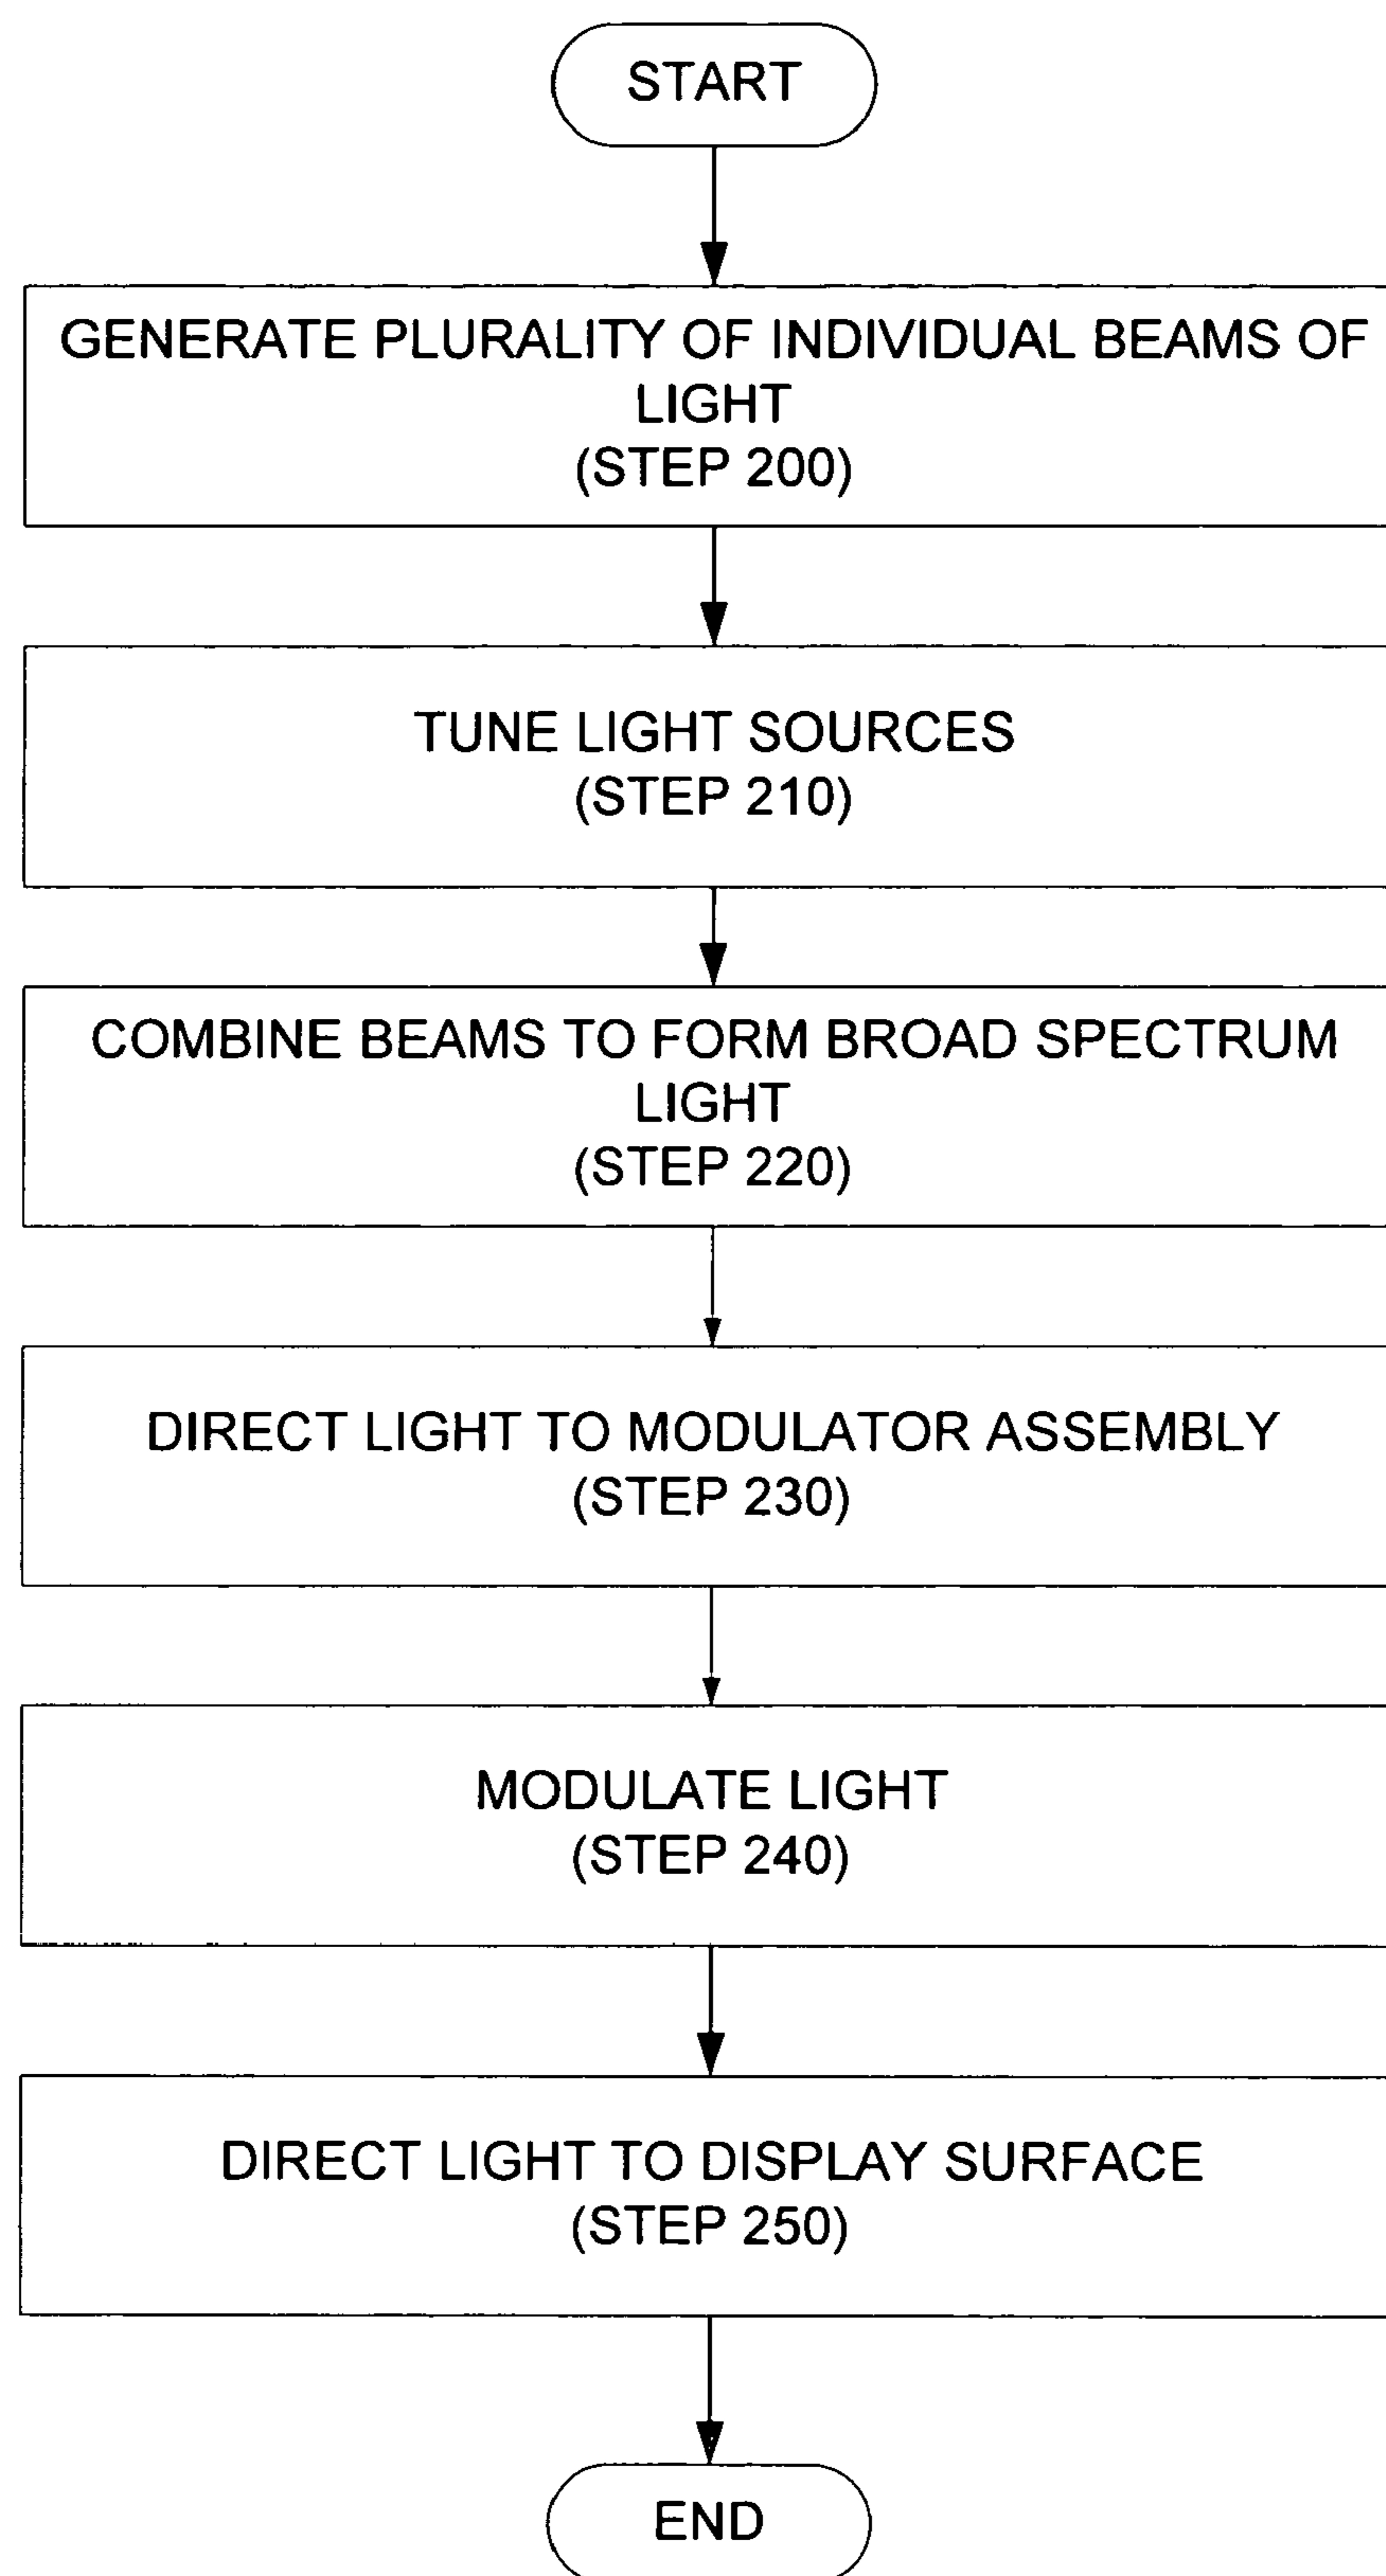 START
GENERATE PLURALITY OF INDIVIDUAL BEAMS OF
LIGHT
(STEP 200)
TUNE LIGHT SOURCES
(STEP 210)
COMBINE BEAMS TO FORM BROAD SPECTRUM
LIGHT
(STEP 220)
DIRECT LIGHT TO MODULATOR ASSEMBLY
(STEP 230)
MODULATE LIGHT
(STEP 240)
DIRECT LIGHT TO DISPLAY SURFACE
(STEP 250)
END